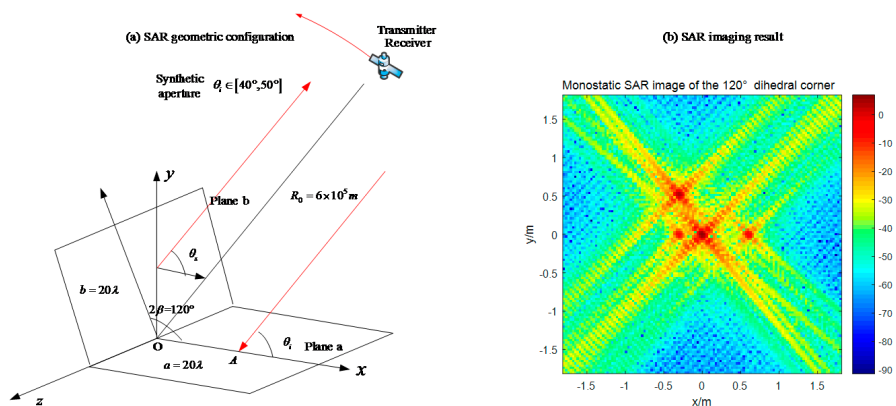 (a) SAR geometric configuration
Transmitter
Receiver
Synthetic
aperture
θi ∈ [40°,50°]
y
Plane b
R0 = 6×10^5 m
θs
b = 20λ
2β=120°
O
θi
Plane a
A
a = 20λ
x
z
(b) SAR imaging result
Monostatic SAR image of the 120° dihedral corner
1.5
1
0.5
0
-0.5
-1
-1.5
y/m
-1.5 -1 -0.5 0 0.5 1 1.5
x/m
0
-10
-20
-30
-40
-50
-60
-70
-80
-90